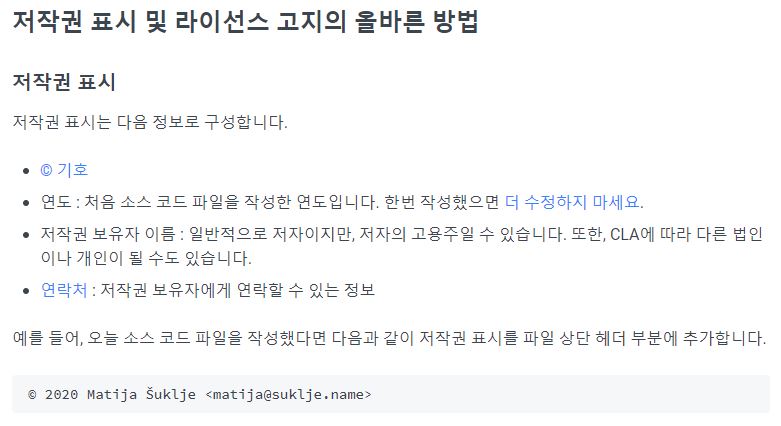 저작권 표시 및 라이선스 고지의 올바른 방법
저작권 표시
저작권 표시는 다음 정보로 구성합니다.
• © 기호
• 연도 : 처음 소스 코드 파일을 작성한 연도입니다. 한번 작성했으면 더 수정하지 마세요.
• 저작권 보유자 이름 : 일반적으로 저자이지만, 저자의 고용주일 수 있습니다. 또한, CLA에 따라 다른 법인
이나 개인이 될 수도 있습니다.
• 연락처 : 저작권 보유자에게 연락할 수 있는 정보
예를 들어, 오늘 소스 코드 파일을 작성했다면 다음과 같이 저작권 표시를 파일 상단 헤더 부분에 추가합니다.
© 2020 Matija Šuklje <matija@suklje.name>